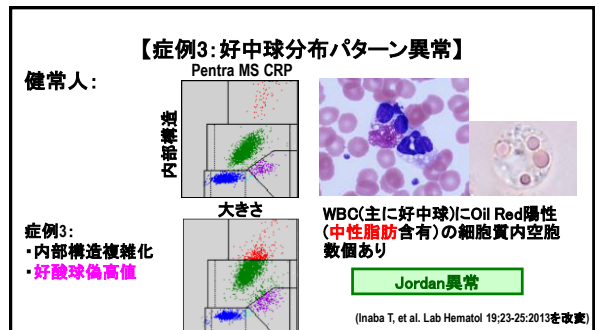 【症例3：好中球分布パターン異常】
健常人：
Pentra MS CRP
内部構造
大きさ
症例3：
・内部構造複雑化
・好酸球偽高値
WBC(主に好中球)にOil Red陽性
(中性脂肪含有)の細胞質内空胞
数個あり
Jordan異常
(Inaba T, et al. Lab Hematol 19;23-25:2013を改変)